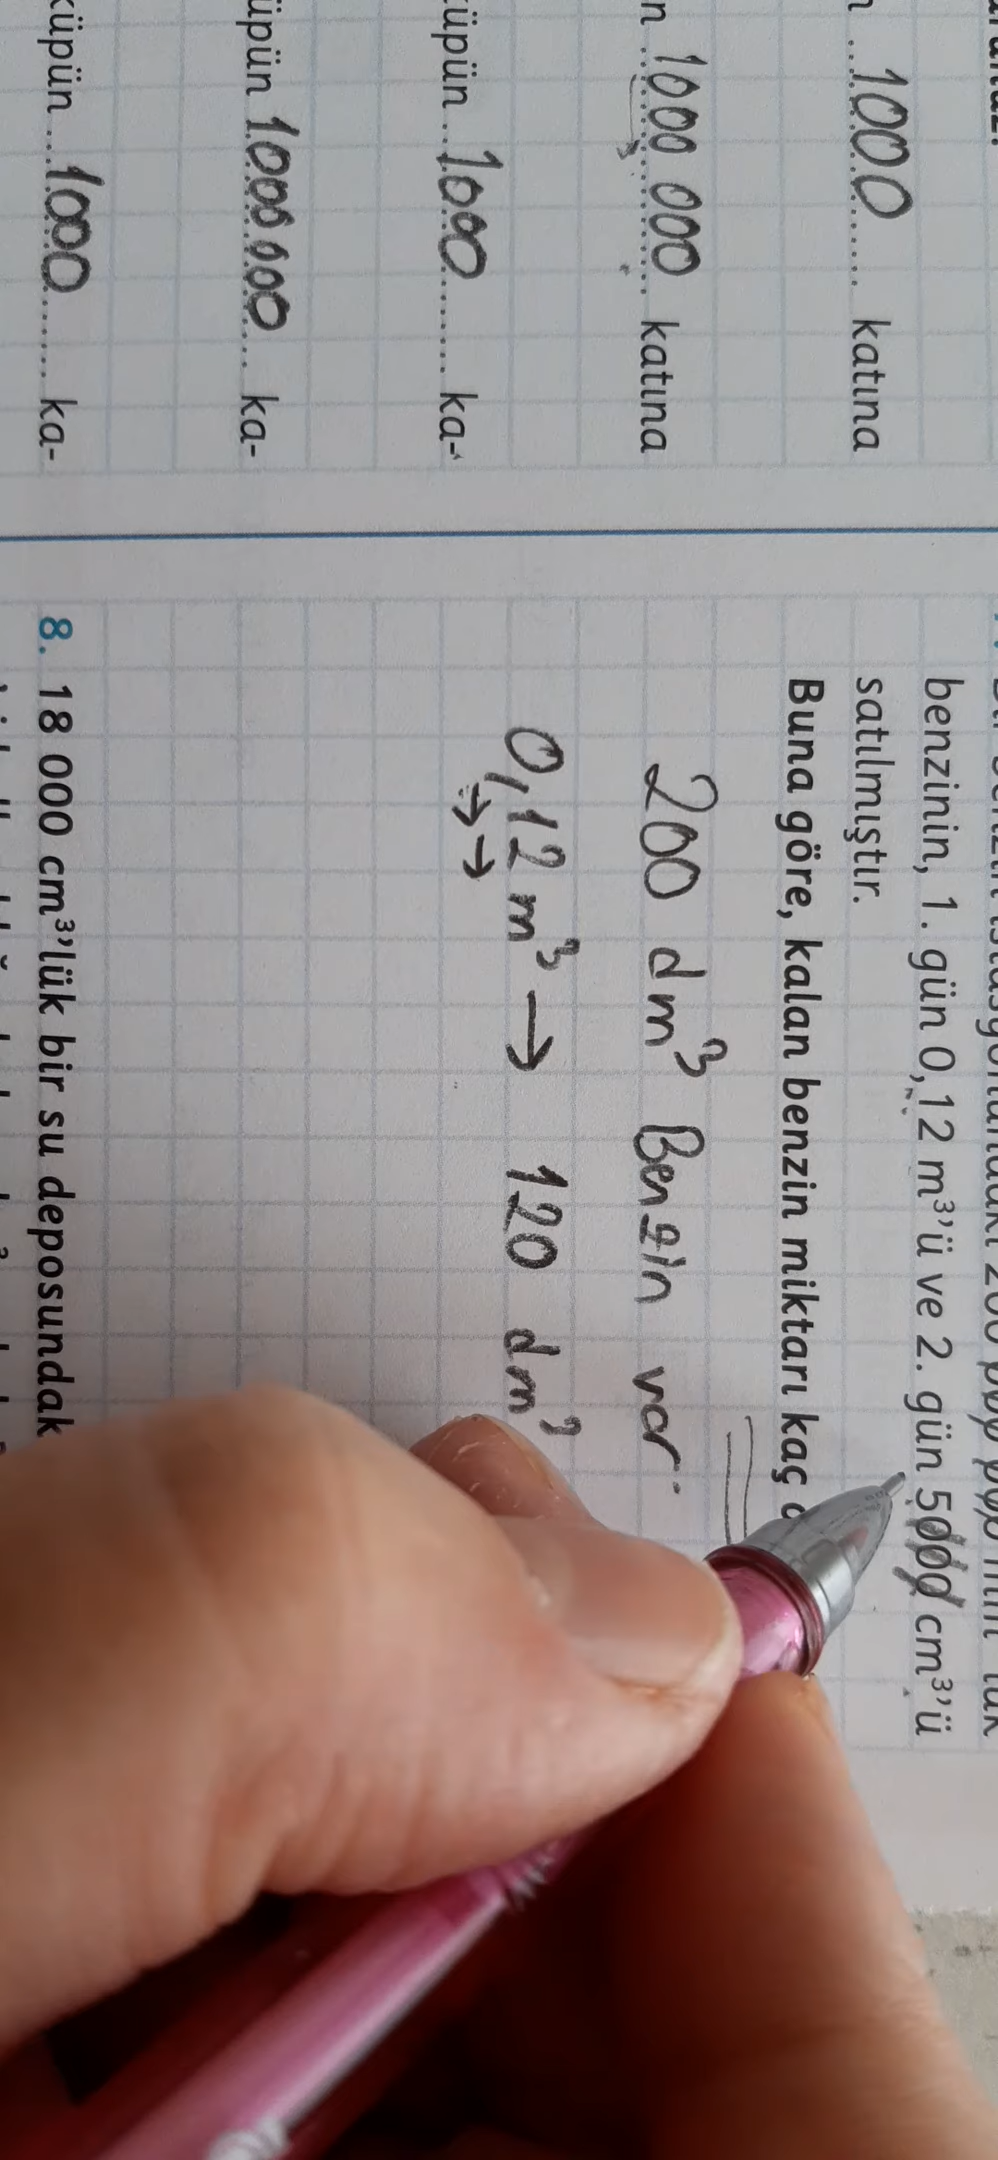 1000 katına
1000 000 katına
küpün 1000 ka-
küpün 1000000 ka-
küpün 1000 ka-
benzinin, 1. gün 0,12 m³'ü ve 2. gün 5000 cm³'ü
satılmıştır.
Buna göre, kalan benzin miktarı kaç
200 dm³ Benzin var
0,12 m³ → 120 dm³
8. 18 000 cm³'lük bir su deposundak